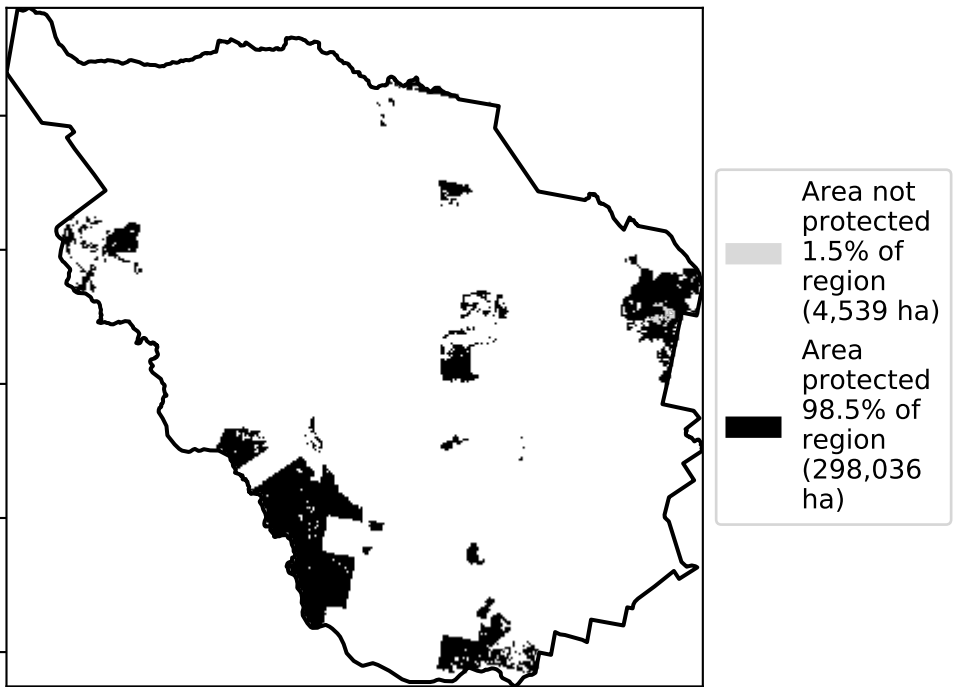 Area not
protected
1.5% of
region
(4,539 ha)
Area
protected
98.5% of
region
(298,036
ha)